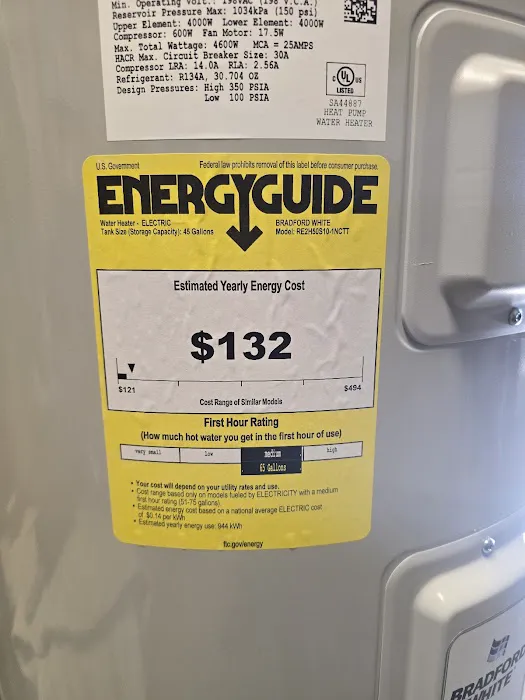 Min. Operating Volt.: 198VAC (198 V.C.A.)
Reservoir Pressure Max: 1034kPa (150 psi)
Upper Element: 4000W Lower Element: 4000W
Compressor: 600W Fan Motor: 17.5W
Max. Total Wattage: 4600W MCA = 25AMPS
HACR Max. Circuit Breaker Size: 30A
Compressor LRA: 14.0A RLA: 2.56A
Refrigerant: R134A, 30.704 OZ
Design Pressures: High 350 PSIA
Low 100 PSIA
C UL US
LISTED
SA44887
HEAT PUMP
WATER HEATER
U.S. Government
Federal law prohibits removal of this label before consumer purchase.
ENERGYGUIDE
Water Heater - ELECTRIC
Tank Size (Storage Capacity): 45 Gallons
BRADFORD WHITE
Model: RE2H50S10-1NCTT
Estimated Yearly Energy Cost
$132
$121
$494
Cost Range of Similar Models
First Hour Rating
(How much hot water you get in the first hour of use)
very small
low
medium
high
65 Gallons
• Your cost will depend on your utility rates and use.
• Cost range based only on models fueled by ELECTRICITY with a medium
first hour rating (51-75 gallons).
• Estimated energy cost based on a national average ELECTRIC cost
of $0.14 per kWh
• Estimated yearly energy use: 944 kWh
ftc.gov/energy
BRADFORD
WHITE